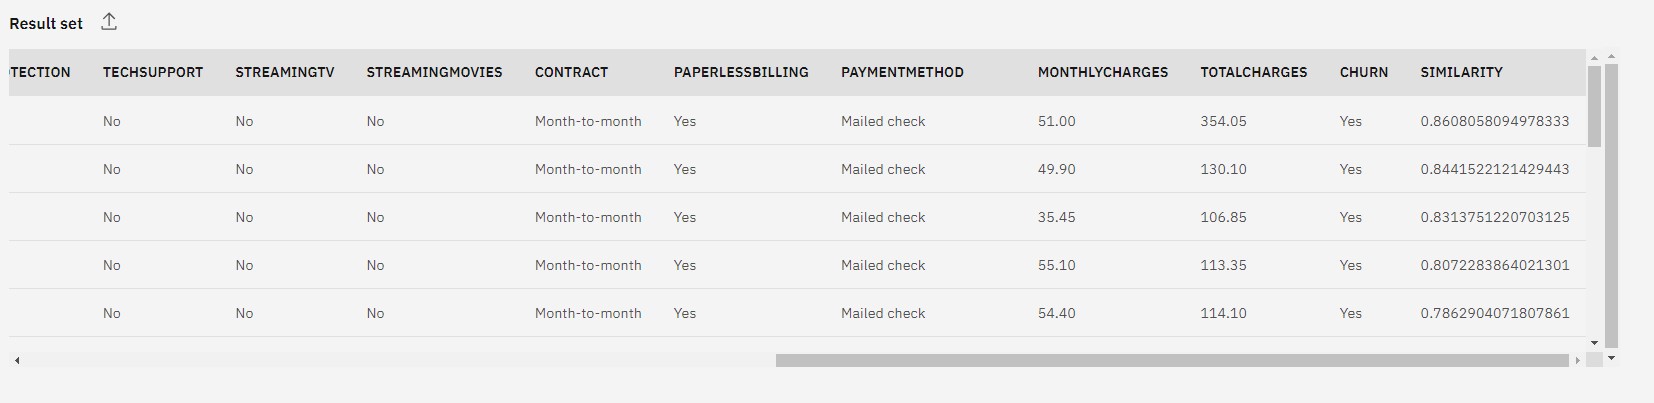 Result set
OTECTION TECHSUPPORT STREAMINGTV STREAMINGMOVIES CONTRACT PAPERLESSBILLING PAYMENTMETHOD MONTHLYCHARGES TOTALCHARGES CHURN SIMILARITY
No No No Month-to-month Yes Mailed check 51.00 354.05 Yes 0.8608058094978333
No No No Month-to-month Yes Mailed check 49.90 130.10 Yes 0.8441522121429443
No No No Month-to-month Yes Mailed check 35.45 106.85 Yes 0.8313751220703125
No No No Month-to-month Yes Mailed check 55.10 113.35 Yes 0.8072283864021301
No No No Month-to-month Yes Mailed check 54.40 114.10 Yes 0.7862904071807861